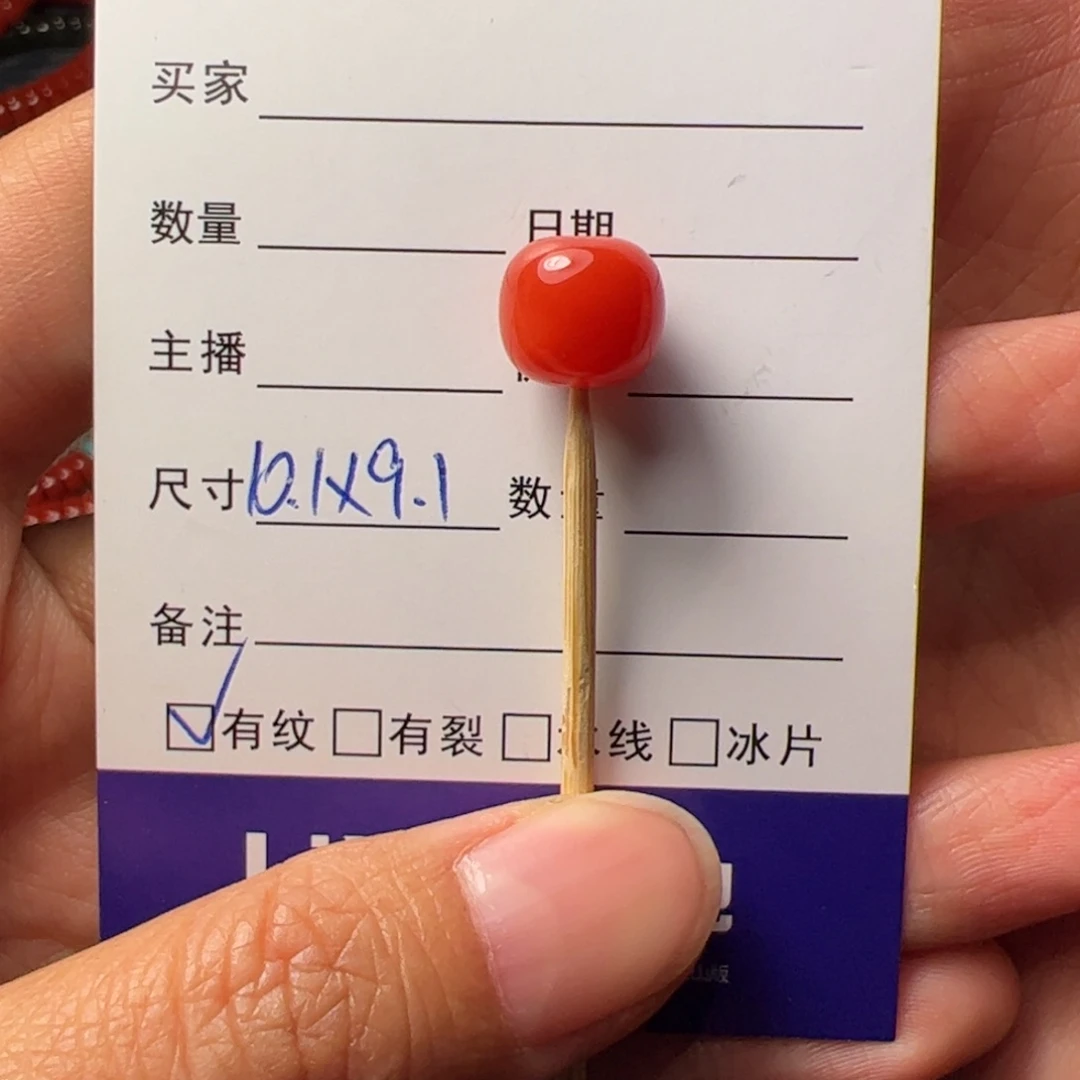 买家
数量 日期
主播
尺寸 10.1X9.1 数量
备注
有纹 有裂 线 冰片